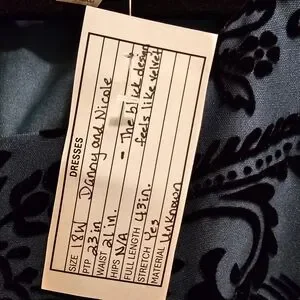 DRESSES
SIZE 18W Danny and Nicole
PTP 23 in
WAIST 21 in.
HIPS N/A - The black design
FULL LENGTH 43 in. feels like velvet
STRETCH Yes
MATERIAL Unknown